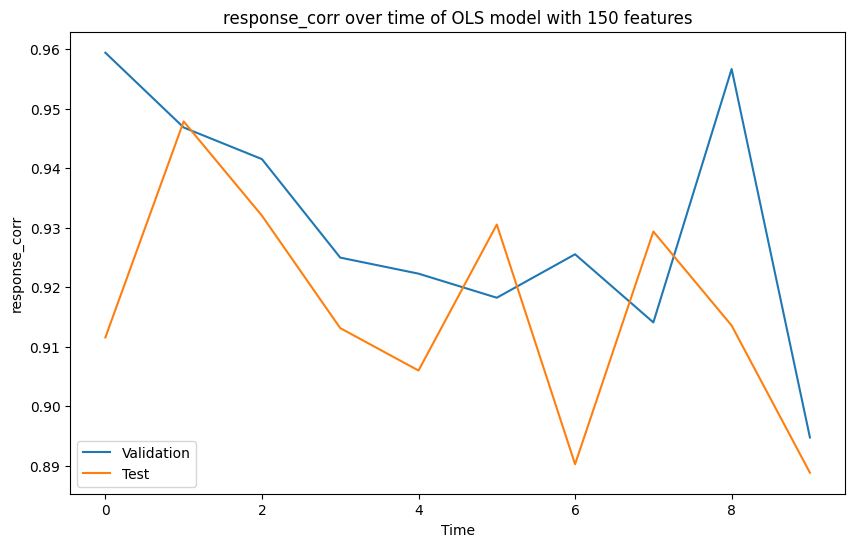 response_corr over time of OLS model with 150 features
0.96
0.95
0.94
0.93
0.92
0.91
0.90
0.89
response_corr
Validation
Test
0 2 4 6 8
Time